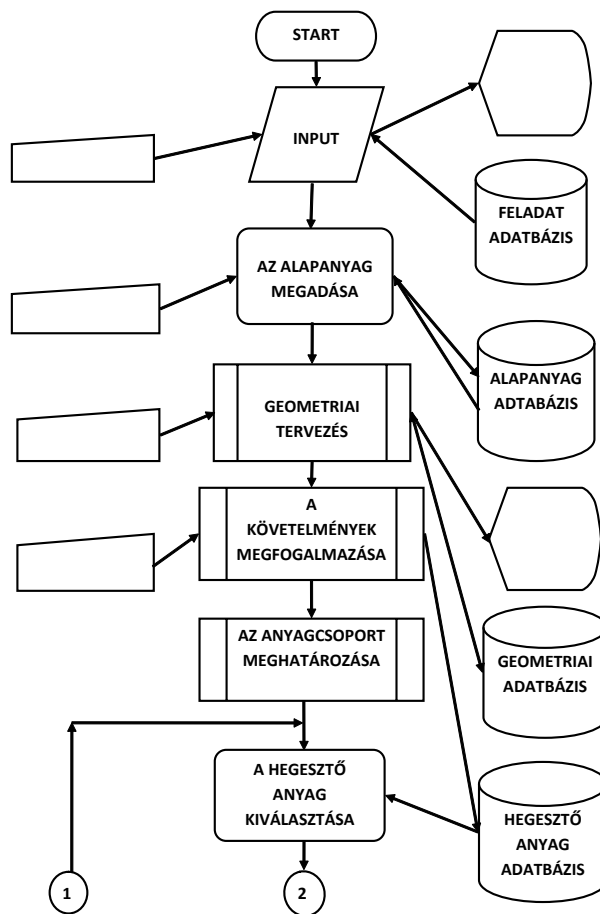 START
INPUT
FELADAT
ADATBÁZIS
AZ ALAPANYAG
MEGADÁSA
ALAPANYAG
ADTABÁZIS
GEOMETRIAI
TERVEZÉS
A
KÖVETELMÉNYEK
MEGFOGALMAZÁSA
AZ ANYAGCSOPORT
MEGHATÁROZÁSA
GEOMETRIAI
ADATBÁZIS
A HEGESZTŐ
ANYAG
KIVÁLASZTÁSA
HEGESZTŐ
ANYAG
ADATBÁZIS
1
2